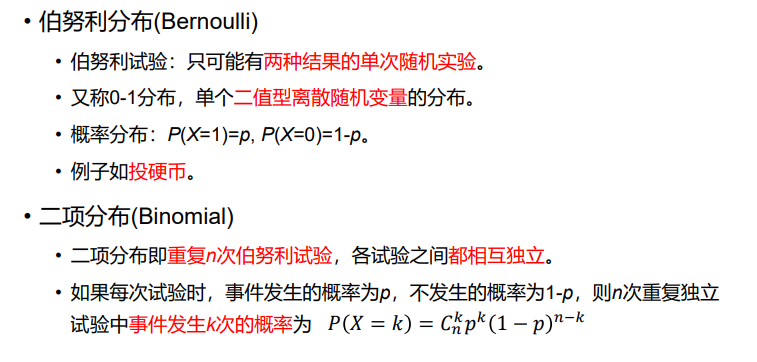 • 伯努利分布(Bernoulli)
• 伯努利试验：只可能有两种结果的单次随机实验。
• 又称0-1分布，单个二值型离散随机变量的分布。
• 概率分布：P(X=1)=p, P(X=0)=1-p。
• 例子如投硬币。
• 二项分布(Binomial)
• 二项分布即重复n次伯努利试验，各试验之间都相互独立。
• 如果每次试验时，事件发生的概率为p，不发生的概率为1-p，则n次重复独立
试验中事件发生k次的概率为 $P(X = k) = C_n^k p^k (1 - p)^{n-k}$